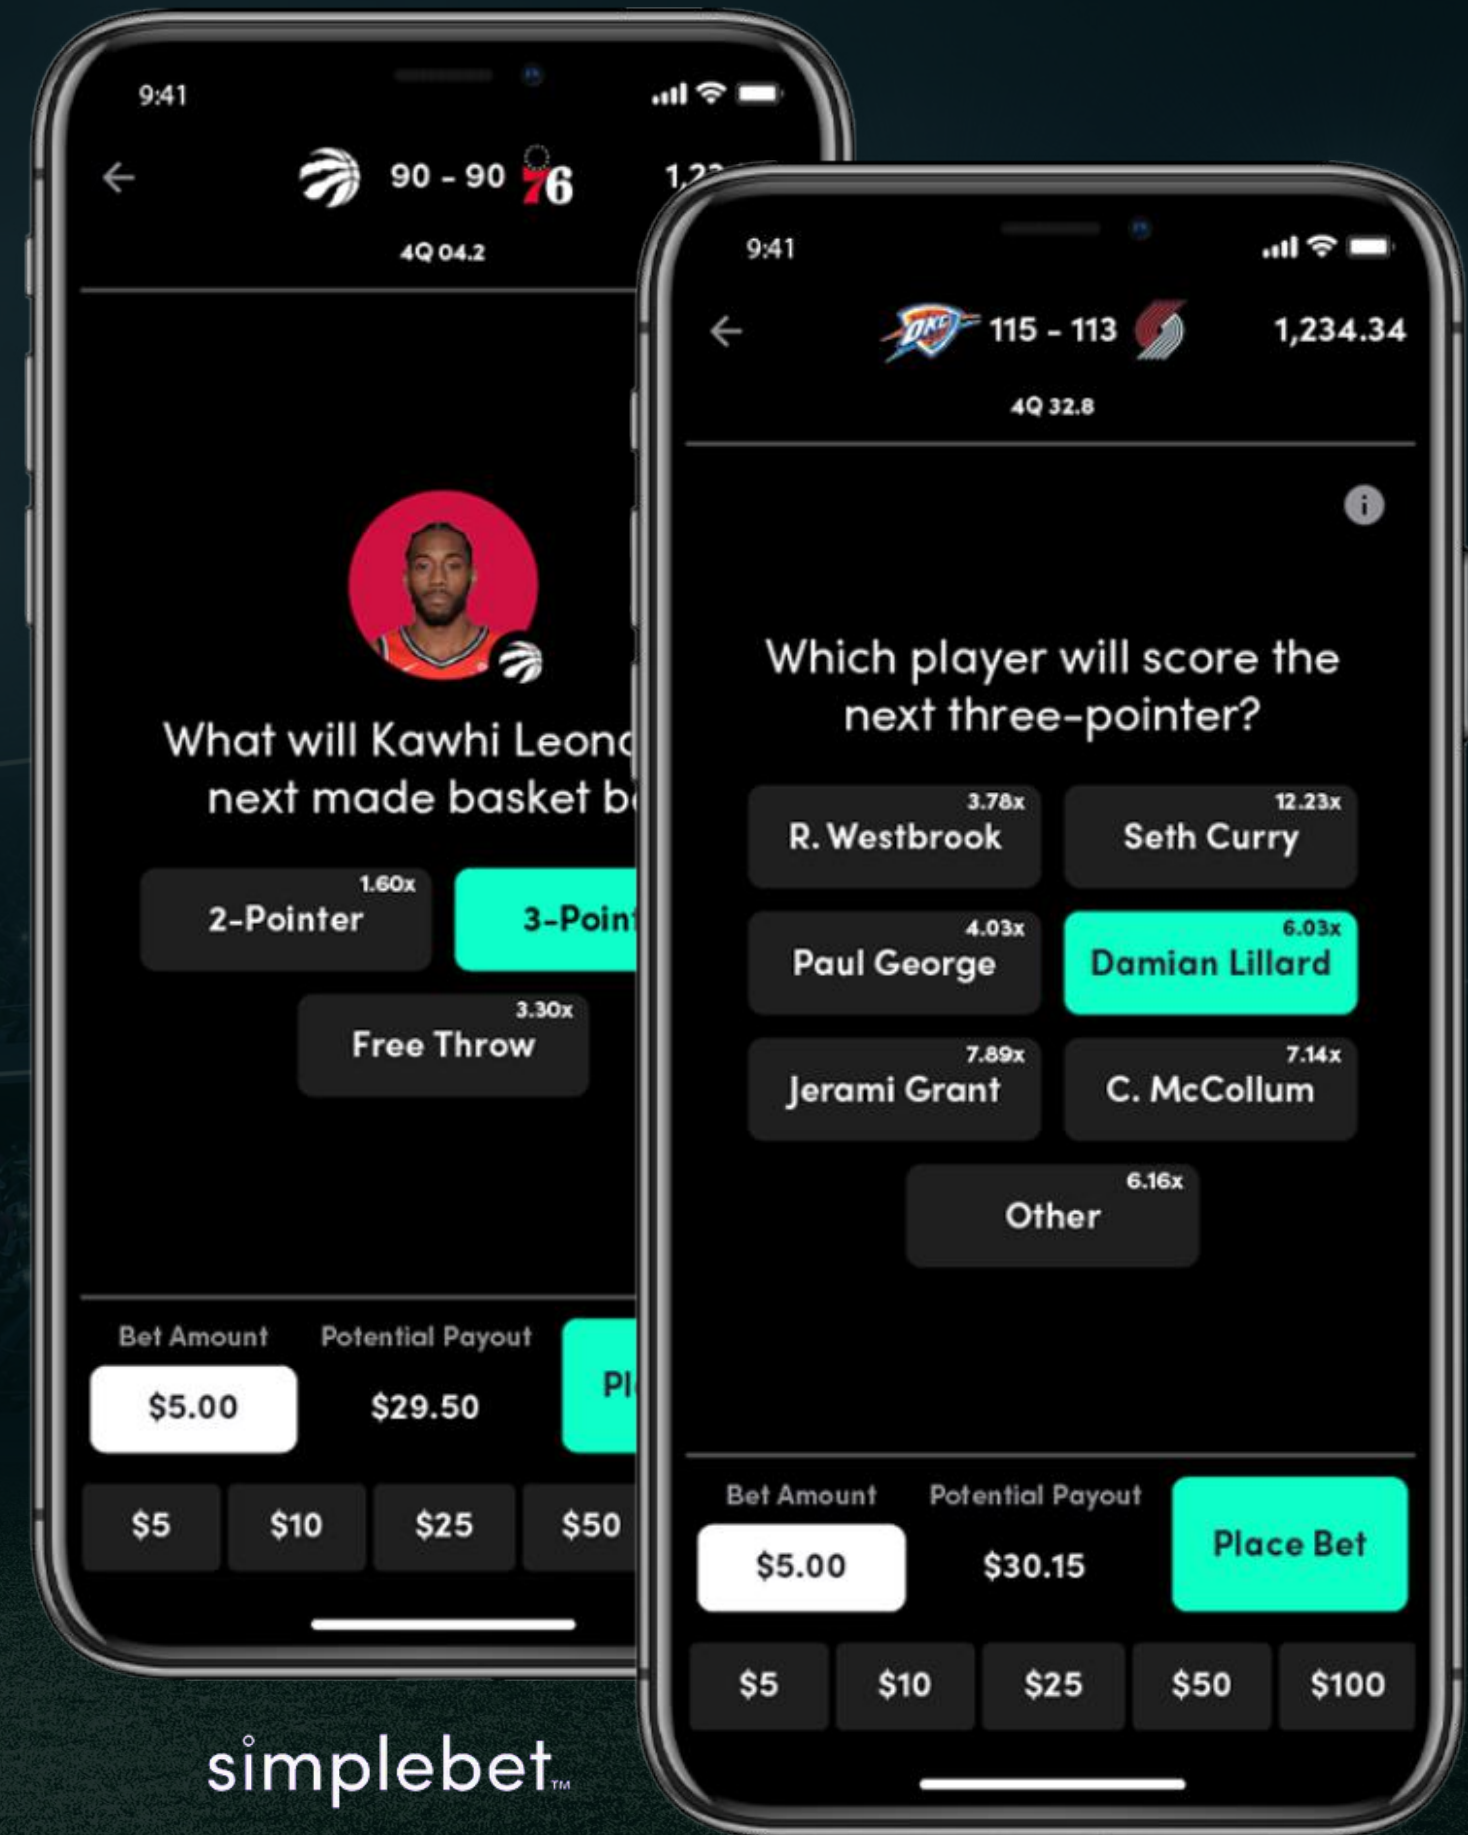 9:41
90 - 90 76
4Q 04.2
What will Kawhi
next made basket
1.60x
2-Pointer
3.30x
Free Throw
Bet Amount Potential Payout
$5.00 $29.50
$5 $10 $25 $50
simplebet™
9:41
OKC 115 - 113 1,234.34
4Q 32.8
i
Which player will score the
next three-pointer?
3.78x 12.23x
R. Westbrook Seth Curry
4.03x 6.03x
Paul George Damian Lillard
7.89x 7.14x
Jerami Grant C. McCollum
6.16x
Other
Bet Amount Potential Payout
$5.00 $30.15 Place Bet
$5 $10 $25 $50 $100